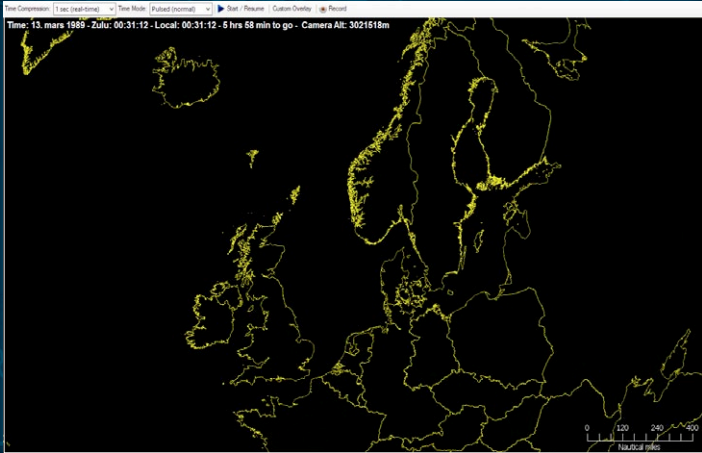 Time Compression: 1 sec (real-time) Time Mode: Pulsed (normal) Start / Resume Custom Overlay Record
Time: 13. mars 1989 - Zulu: 00:31:12 - Local: 00:31:12 - 5 hrs 58 min to go - Camera Alt: 3021518m
0 120 240 400
Nautical miles